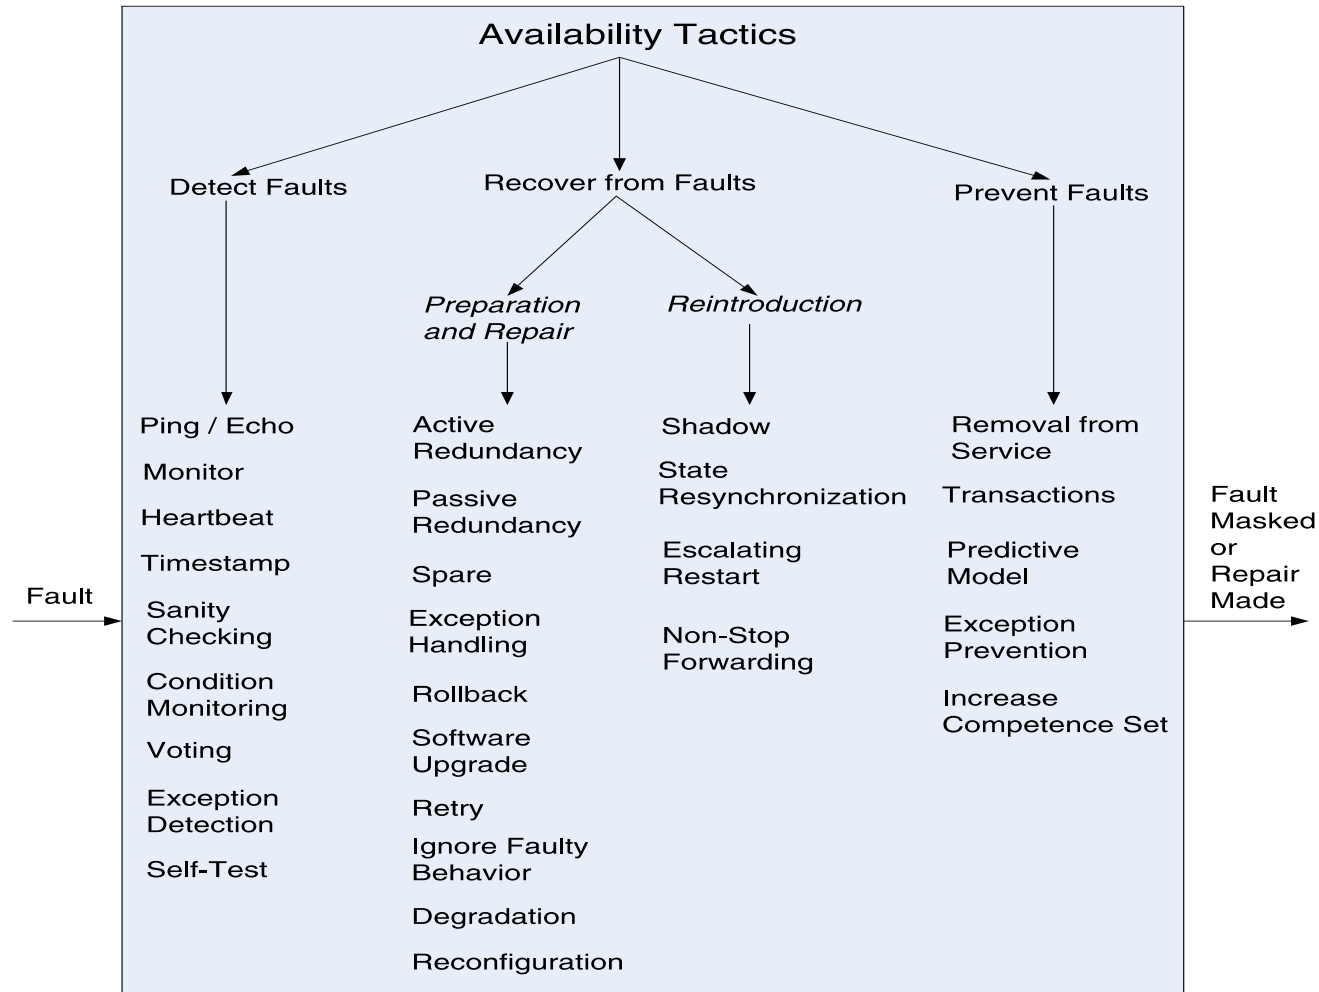 Availability Tactics
Detect Faults
Recover from Faults
Prevent Faults
Preparation
and Repair
Reintroduction
Fault
Ping / Echo
Monitor
Heartbeat
Timestamp
Sanity
Checking
Condition
Monitoring
Voting
Exception
Detection
Self-Test
Active
Redundancy
Passive
Redundancy
Spare
Exception
Handling
Rollback
Software
Upgrade
Retry
Ignore Faulty
Behavior
Degradation
Reconfiguration
Shadow
State
Resynchronization
Escalating
Restart
Non-Stop
Forwarding
Removal from
Service
Transactions
Predictive
Model
Exception
Prevention
Increase
Competence Set
Fault
Masked
or
Repair
Made